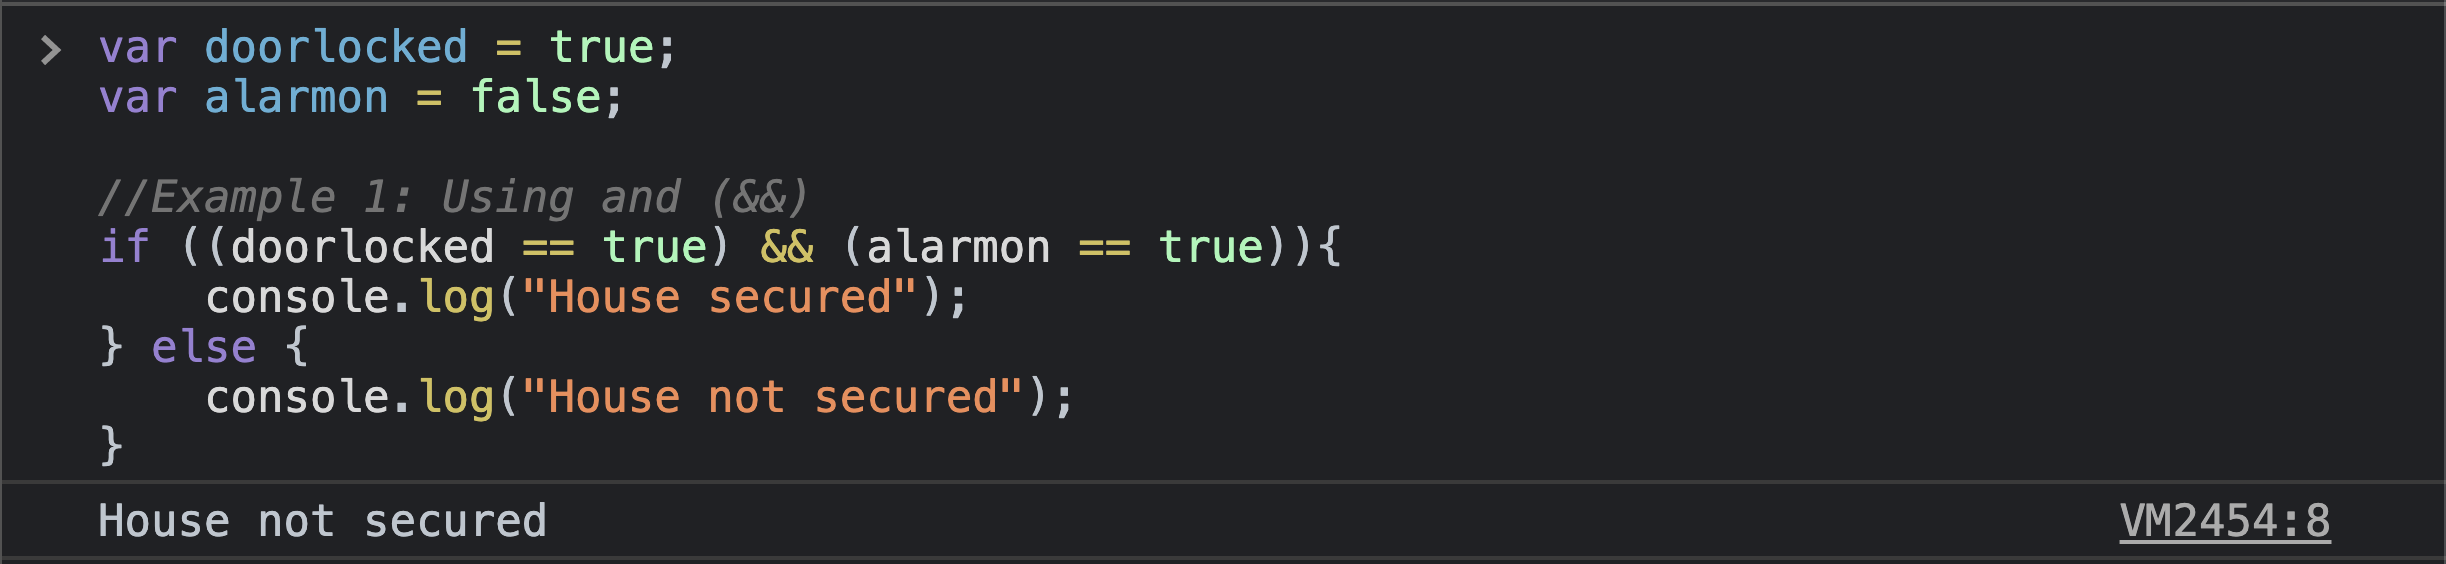 var doorlocked = true;
var alarmon = false;
//Example 1: Using and (&&)
if ((doorlocked == true) && (alarmon == true)){
    console.log("House secured");
} else {
    console.log("House not secured");
}
House not secured VM2454:8